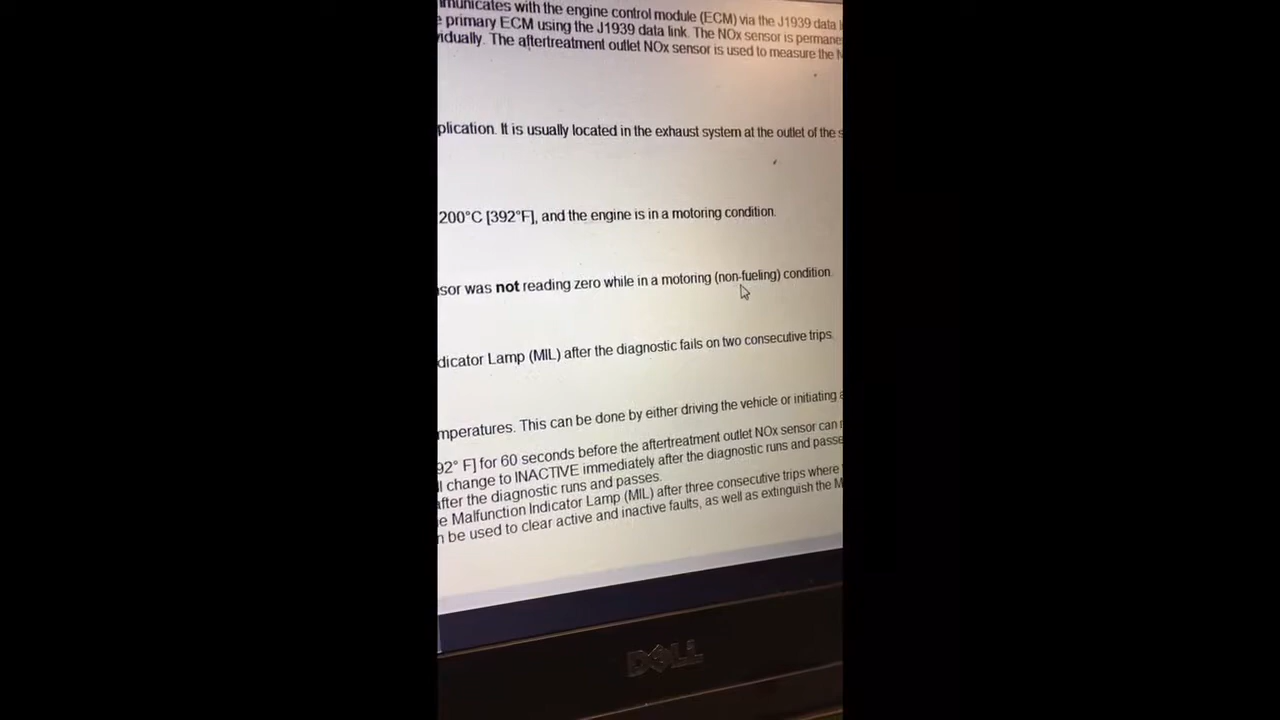 municates with the engine control module (ECM) via the J1939 data
primary ECM using the J1939 data link. The NOx sensor is permane
vidually. The aftertreatment outlet NOx sensor is used to measure the
plication. It is usually located in the exhaust system at the outlet of the s
200°C [392°F], and the engine is in a motoring condition.
sor was not reading zero while in a motoring (non-fueling) condition.
dicator Lamp (MIL) after the diagnostic fails on two consecutive trips.
mperatures. This can be done by either driving the vehicle or initiating a
92° F] for 60 seconds before the aftertreatment outlet NOx sensor can
l change to INACTIVE immediately after the diagnostic runs and passe
after the diagnostic runs and passes.
e Malfunction Indicator Lamp (MIL) after three consecutive trips where
n be used to clear active and inactive faults, as well as extinguish the M
DELL